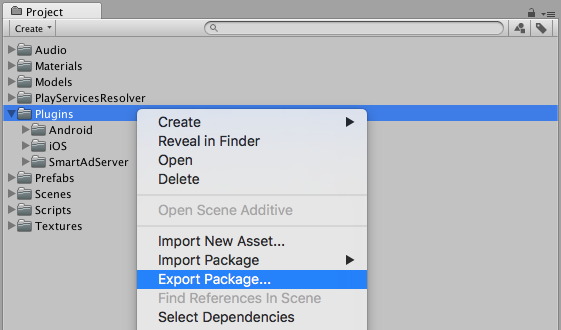 Project
Create
Audio
Materials
Models
PlayServicesResolver
Plugins
Android
iOS
SmartAdServer
Prefabs
Scenes
Scripts
Textures
Create
Reveal in Finder
Open
Delete
Open Scene Additive
Import New Asset...
Import Package
Export Package...
Find References In Scene
Select Dependencies